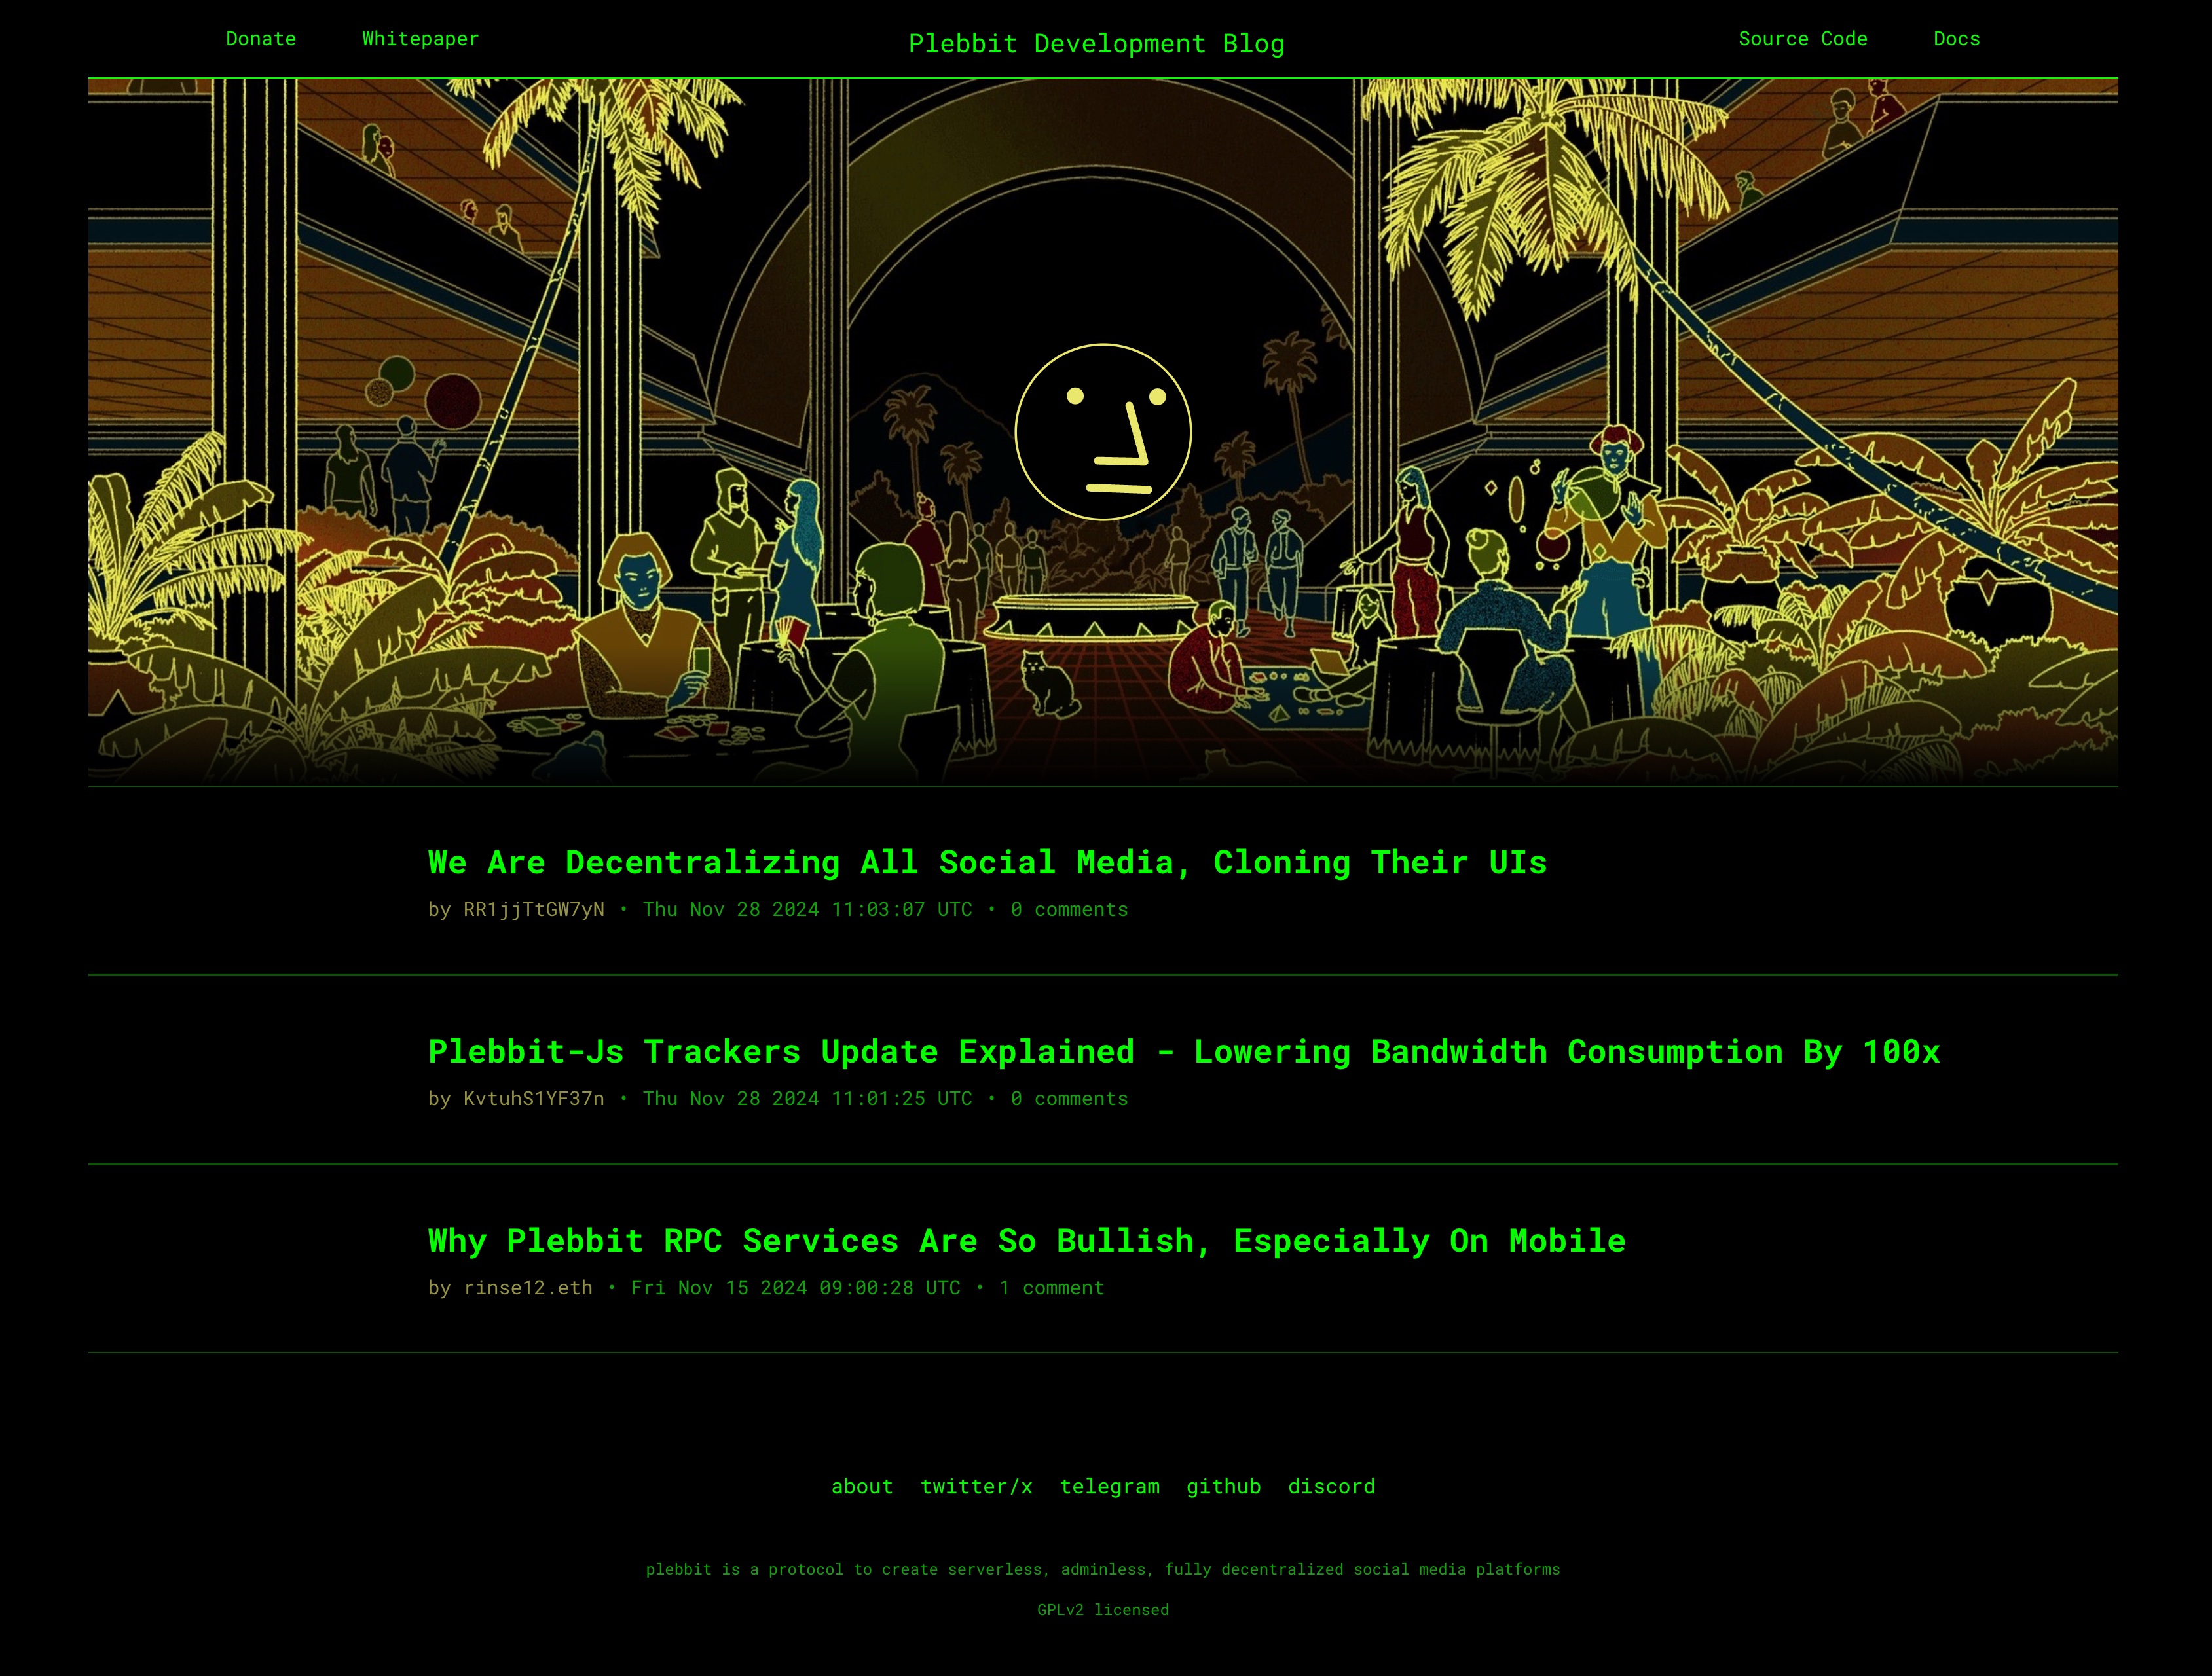 Donate Whitepaper Plebbit Development Blog Source Code Docs
We Are Decentralizing All Social Media, Cloning Their UIs
by RR1jjTtGW7yN • Thu Nov 28 2024 11:03:07 UTC • 0 comments
Plebbit-Js Trackers Update Explained - Lowering Bandwidth Consumption By 100x
by KvtuhS1YF37n • Thu Nov 28 2024 11:01:25 UTC • 0 comments
Why Plebbit RPC Services Are So Bullish, Especially On Mobile
by rinse12.eth • Fri Nov 15 2024 09:00:28 UTC • 1 comment
about twitter/x telegram github discord
plebbit is a protocol to create serverless, adminless, fully decentralized social media platforms
GPLv2 licensed